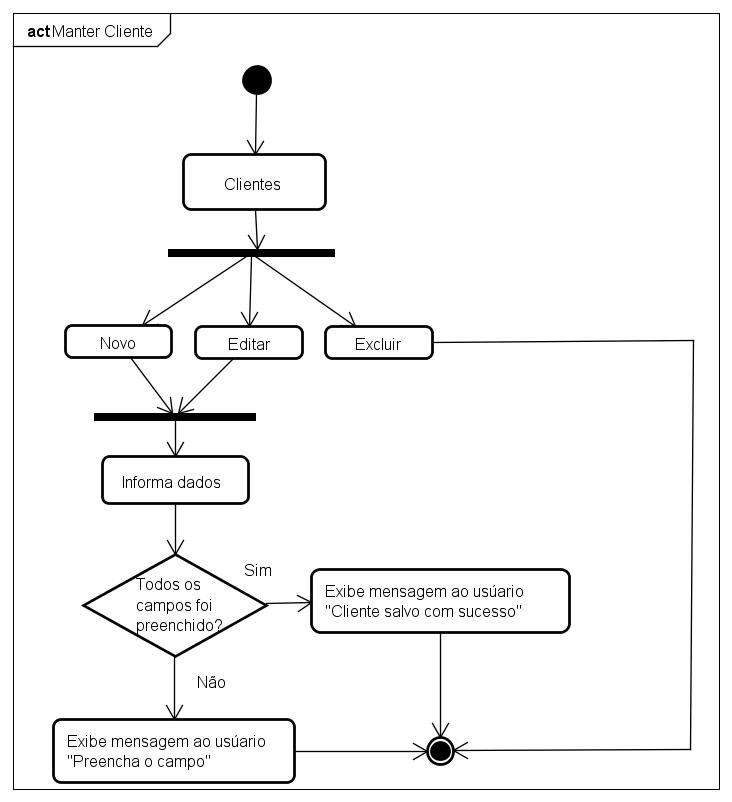 act Manter Cliente
Clientes
Novo
Editar
Excluir
Informa dados
Todos os
campos foi
preenchido?
Sim
Exibe mensagem ao usúario
"Cliente salvo com sucesso"
Não
Exibe mensagem ao usúario
"Preencha o campo"